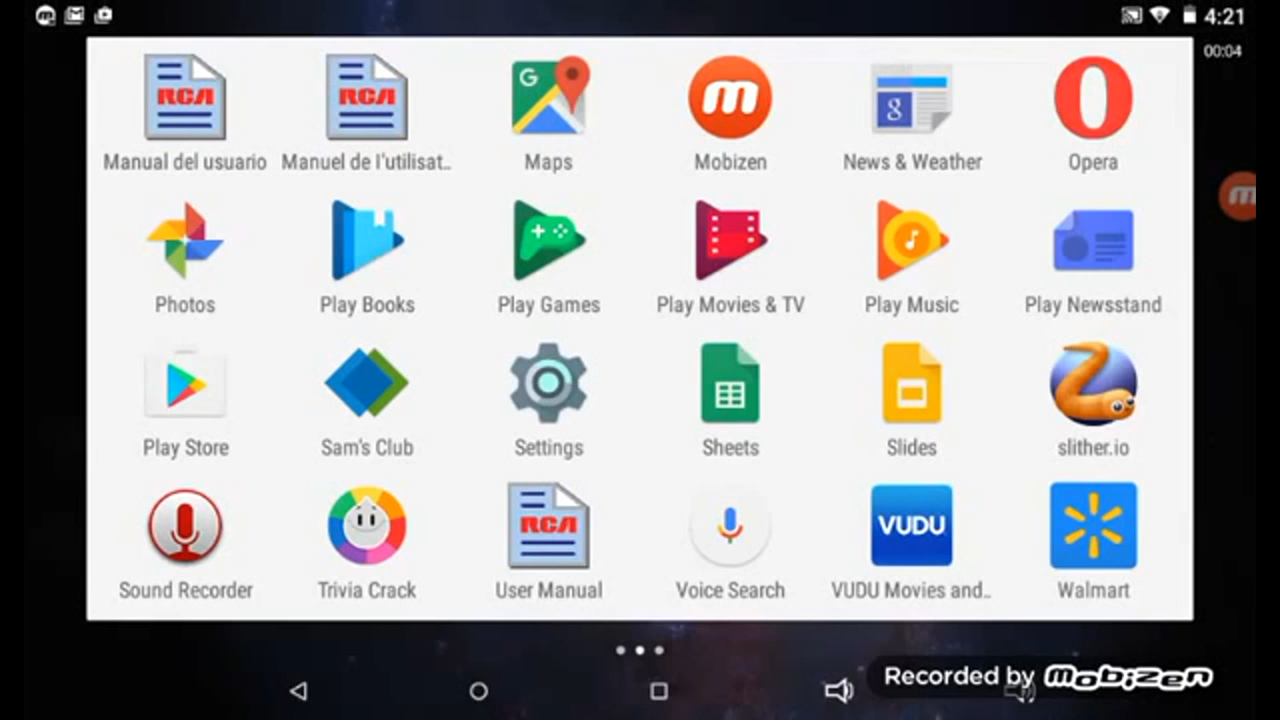 4:21
00:04
RCA
RCA
G
m
g
m
Manual del usuario
Manuel de l'utilisat..
Maps
Mobizen
News & Weather
Opera
Photos
Play Books
Play Games
Play Movies & TV
Play Music
Play Newsstand
Play Store
Sam's Club
Settings
Sheets
Slides
slither.io
RCA
VUDU
Sound Recorder
Trivia Crack
User Manual
Voice Search
VUDU Movies and..
Walmart
Recorded by mobizen